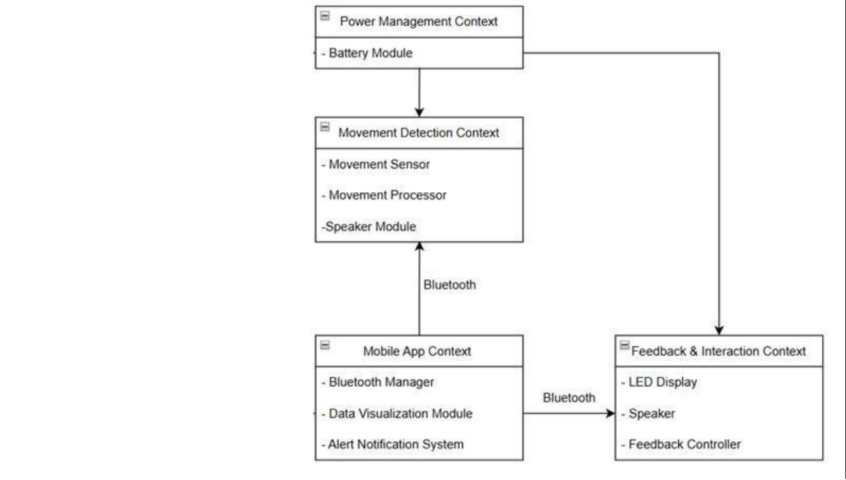 Power Management Context
- Battery Module
Movement Detection Context
- Movement Sensor
- Movement Processor
-Speaker Module
Bluetooth
Mobile App Context
- Bluetooth Manager
- Data Visualization Module
- Alert Notification System
Bluetooth
Feedback & Interaction Context
- LED Display
- Speaker
- Feedback Controller